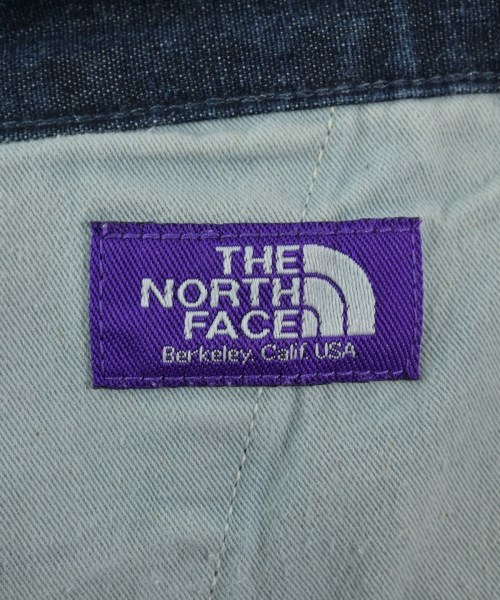 THE
NORTH
FACE
Berkeley, Calif. USA